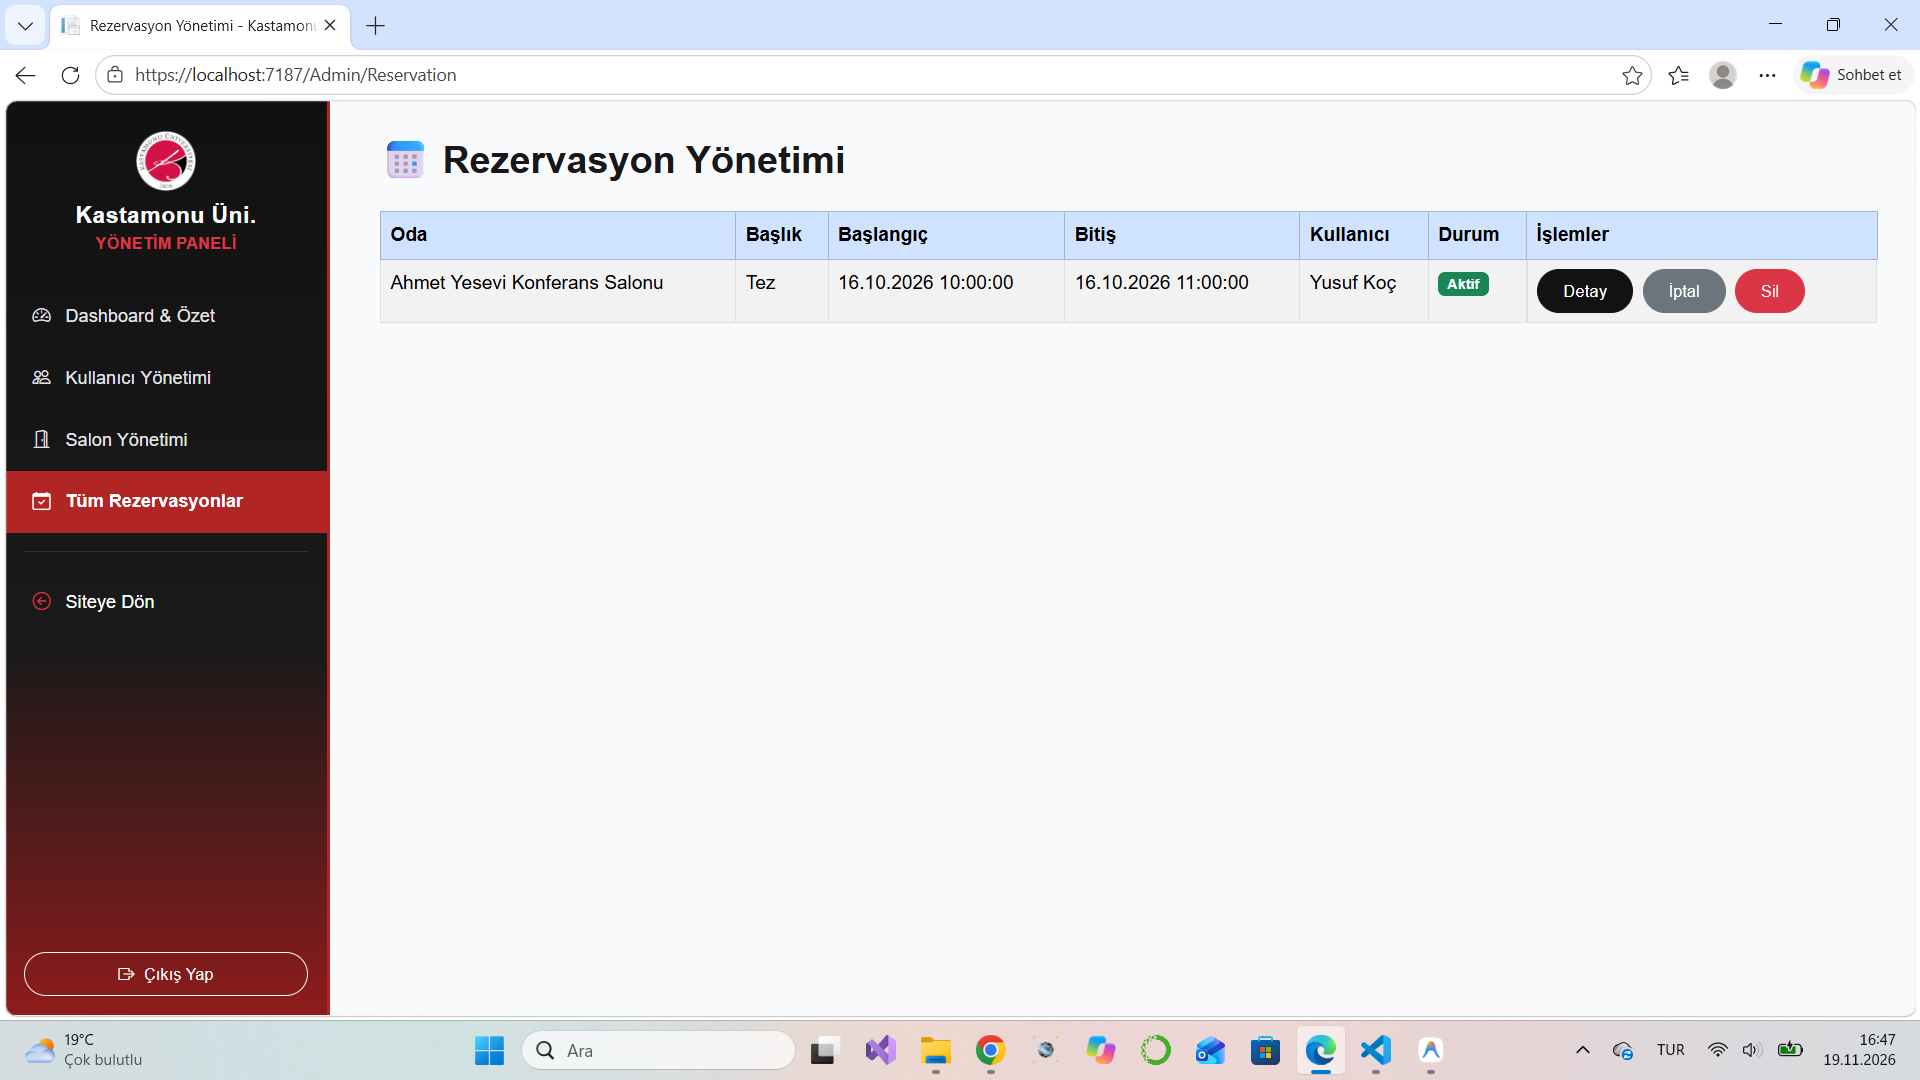 Rezervasyon Yönetimi - Kastamonu
https://localhost:7187/Admin/Reservation
Sohbet et
Kastamonu Üni.
YÖNETİM PANELİ
Dashboard & Özet
Kullanıcı Yönetimi
Salon Yönetimi
Tüm Rezervasyonlar
Siteye Dön
Çıkış Yap
Rezervasyon Yönetimi
Oda Başlık Başlangıç Bitiş Kullanıcı Durum İşlemler
Ahmet Yesevi Konferans Salonu Tez 16.10.2026 10:00:00 16.10.2026 11:00:00 Yusuf Koç Aktif Detay İptal Sil
19°C
Çok bulutlu
Ara
TUR
16:47
19.11.2026